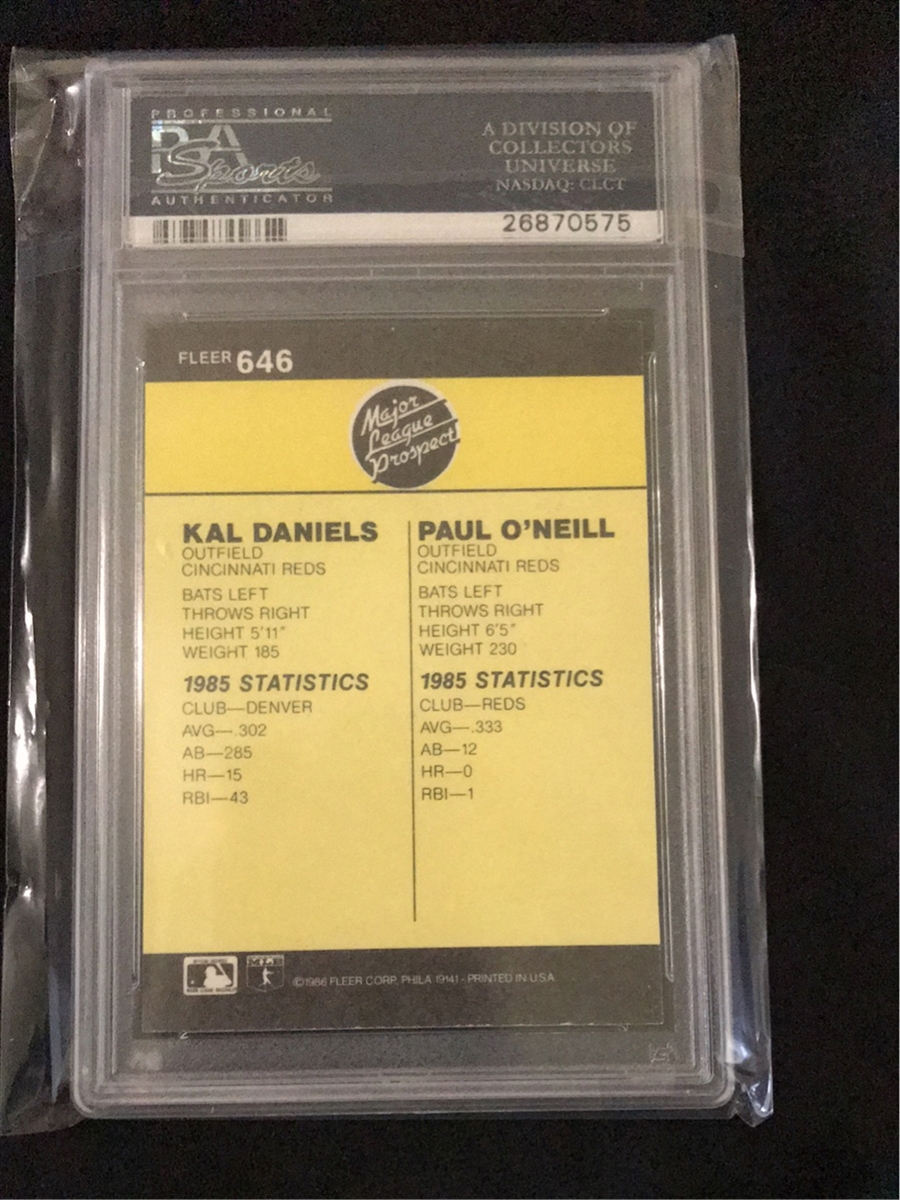 PROFESSIONAL
PSA
Sports
AUTHENTICATOR
A DIVISION OF
COLLECTORS
UNIVERSE
NASDAQ: CLCT
26870575
FLEER 646
Major
League
Prospect
KAL DANIELS
OUTFIELD
CINCINNATI REDS
BATS LEFT
THROWS RIGHT
HEIGHT 5'11"
WEIGHT 185
1985 STATISTICS
CLUB—DENVER
AVG—.302
AB—285
HR—15
RBI—43
PAUL O'NEILL
OUTFIELD
CINCINNATI REDS
BATS LEFT
THROWS RIGHT
HEIGHT 6'5"
WEIGHT 230
1985 STATISTICS
CLUB—REDS
AVG—.333
AB—12
HR—0
RBI—1
©1986 FLEER CORP. PHILA 19141 - PRINTED IN U.S.A.